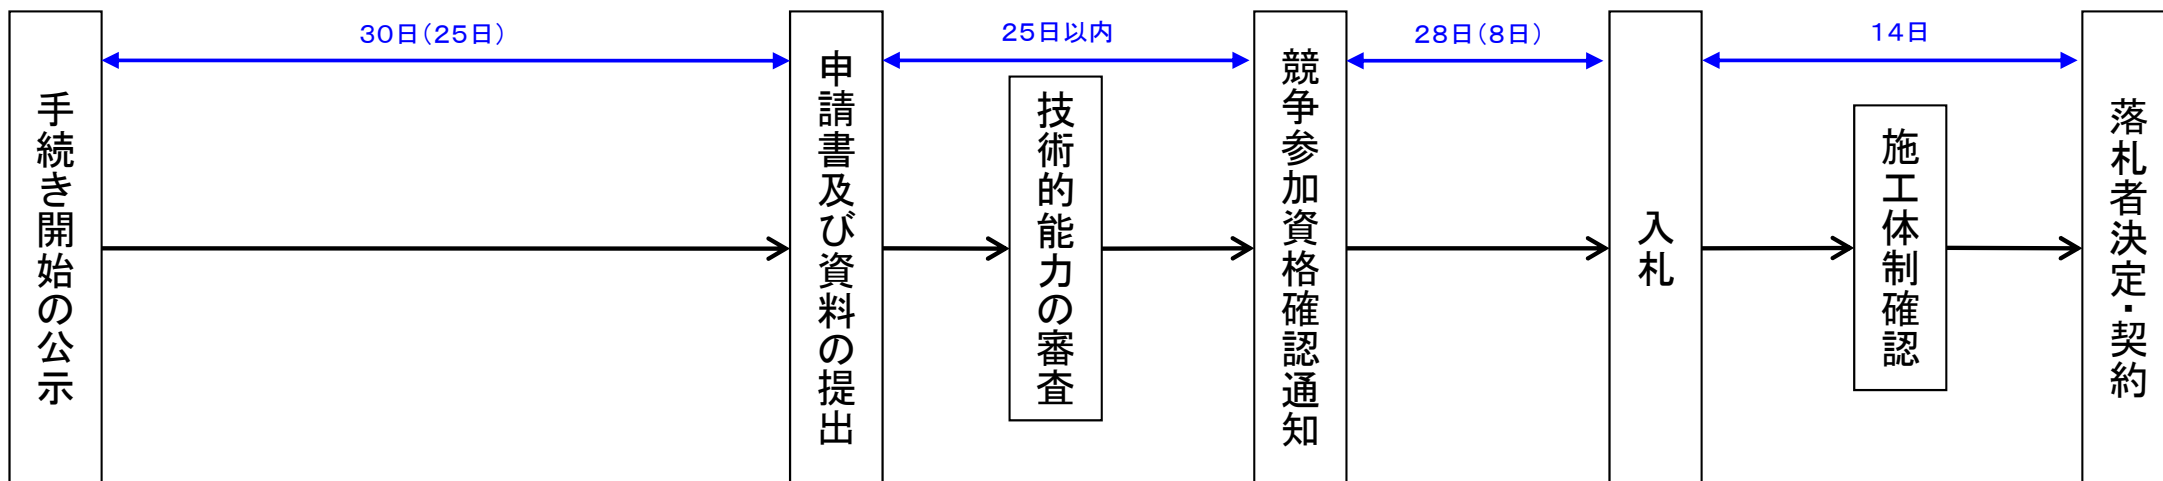 手続き開始の公示
30日(25日)
申請書及び資料の提出
25日以内
技術的能力の審査
競争参加資格確認通知
28日(8日)
入札
14日
施工体制確認
落札者決定・契約